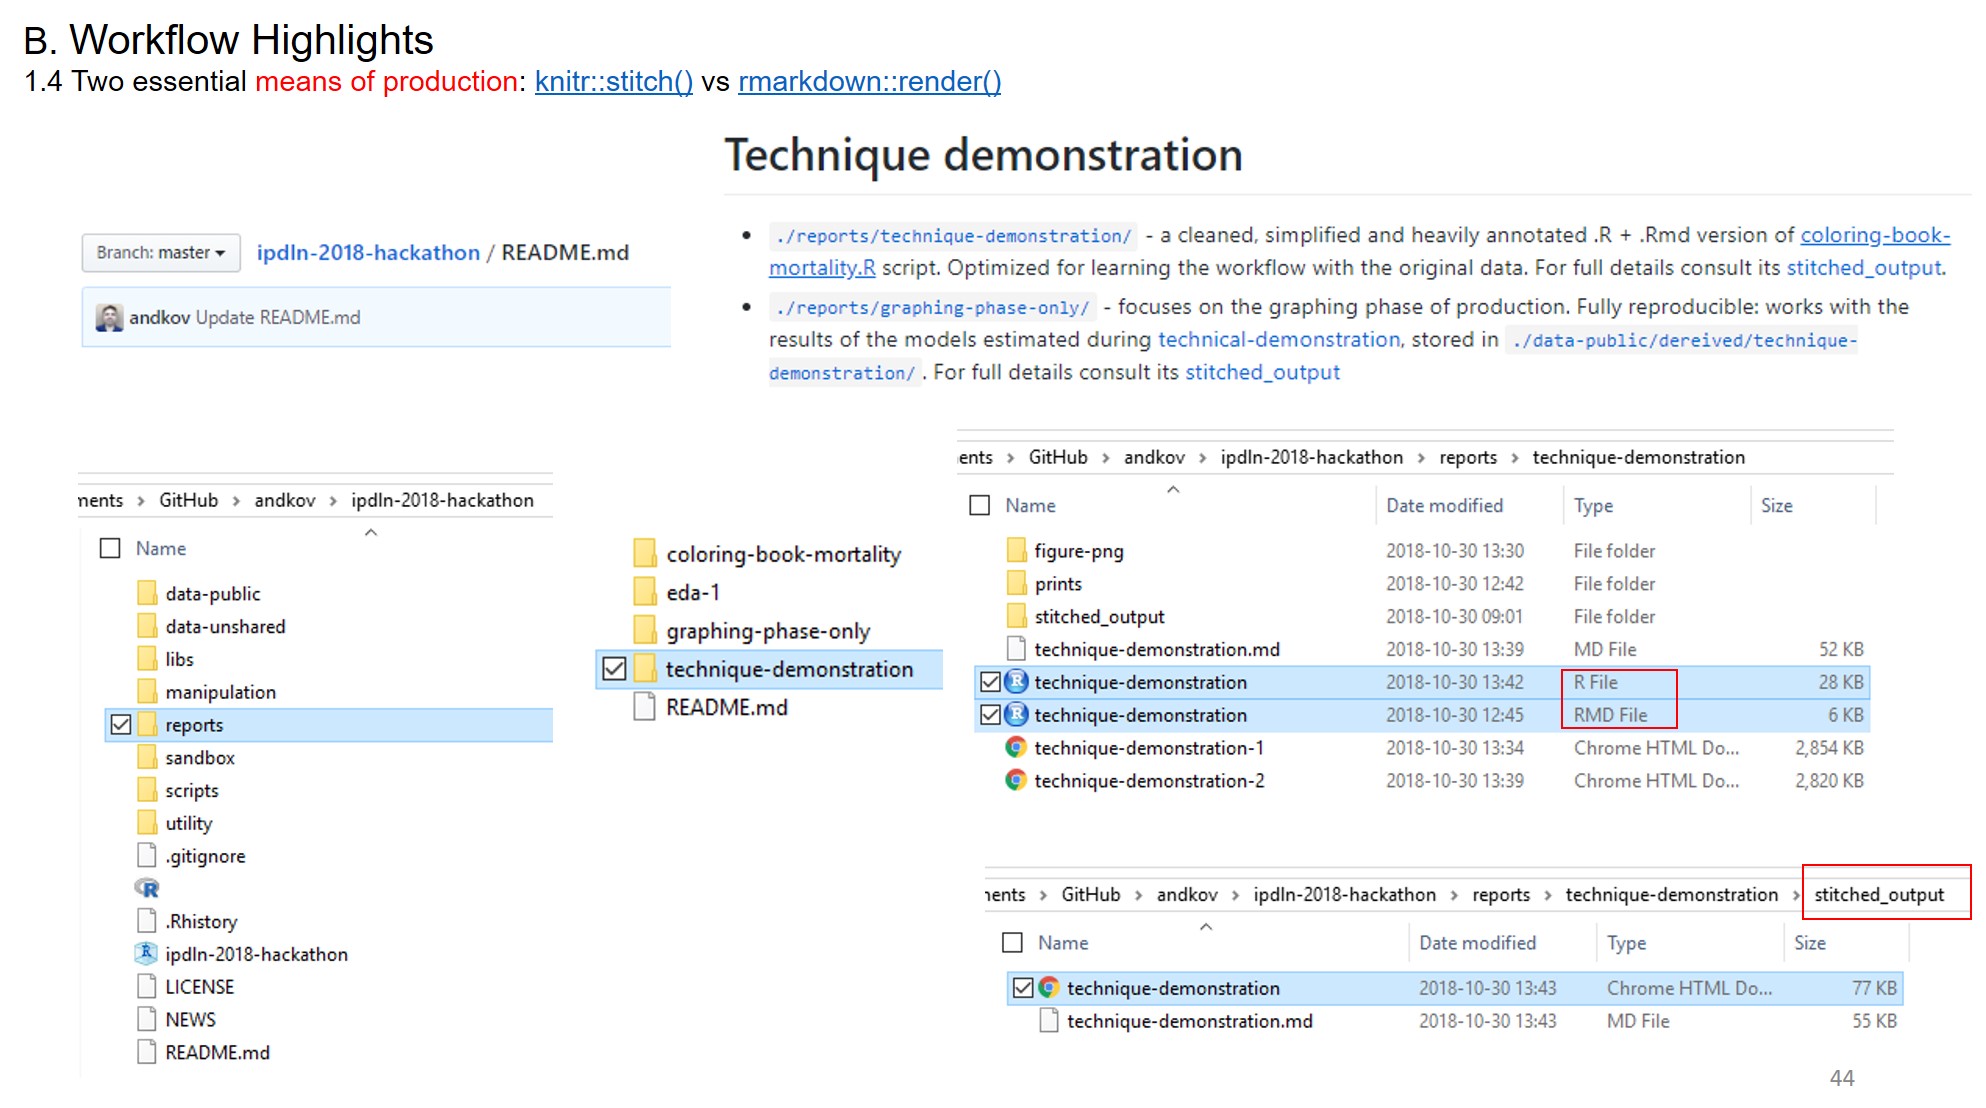 B. Workflow Highlights
1.4 Two essential means of production: knitr::stitch() vs rmarkdown::render()
Technique demonstration
./reports/technique-demonstration/ - a cleaned, simplified and heavily annotated .R + .Rmd version of coloring-book-
mortality.R script. Optimized for learning the workflow with the original data. For full details consult its stitched_output.
./reports/graphing-phase-only/ - focuses on the graphing phase of production. Fully reproducible: works with the
results of the models estimated during technical-demonstration, stored in ./data-public/dereived/technique-
demonstration/ . For full details consult its stitched_output
Branch: master
ipdln-2018-hackathon / README.md
andkov Update README.md
ments > GitHub > andkov > ipdln-2018-hackathon
Name
data-public
data-unshared
libs
manipulation
reports
sandbox
scripts
utility
.gitignore
.Rhistory
ipdln-2018-hackathon
LICENSE
NEWS
README.md
coloring-book-mortality
eda-1
graphing-phase-only
technique-demonstration
README.md
ents > GitHub > andkov > ipdln-2018-hackathon > reports > technique-demonstration
Name Date modified Type Size
figure-png 2018-10-30 13:30 File folder
prints 2018-10-30 12:42 File folder
stitched_output 2018-10-30 09:01 File folder
technique-demonstration.md 2018-10-30 13:39 MD File 52 KB
technique-demonstration 2018-10-30 13:42 R File 28 KB
technique-demonstration 2018-10-30 12:45 RMD File 6 KB
technique-demonstration-1 2018-10-30 13:34 Chrome HTML Do... 2,854 KB
technique-demonstration-2 2018-10-30 13:39 Chrome HTML Do... 2,820 KB
nents > GitHub > andkov > ipdln-2018-hackathon > reports > technique-demonstration > stitched_output
Name Date modified Type Size
technique-demonstration 2018-10-30 13:43 Chrome HTML Do... 77 KB
technique-demonstration.md 2018-10-30 13:43 MD File 55 KB
44